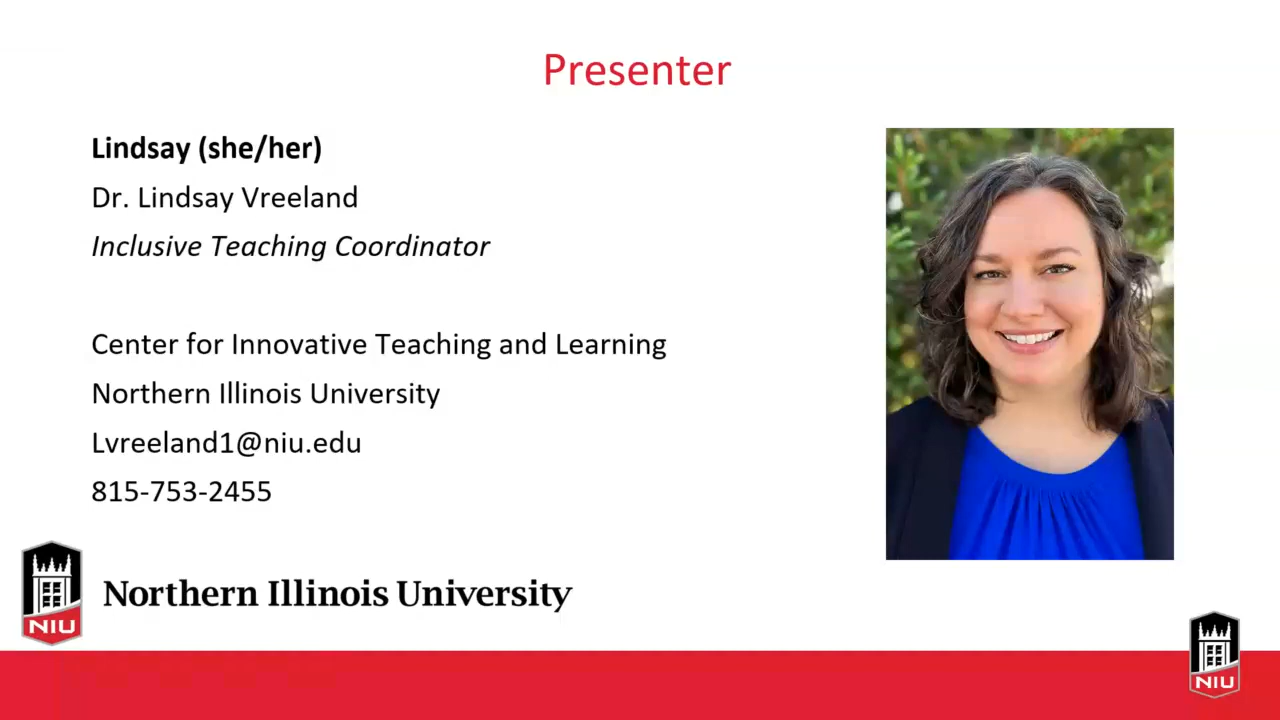 Presenter
Lindsay (she/her)
Dr. Lindsay Vreeland
Inclusive Teaching Coordinator
Center for Innovative Teaching and Learning
Northern Illinois University
Lvreeland1@niu.edu
815-753-2455
NIU
Northern Illinois University
NIU